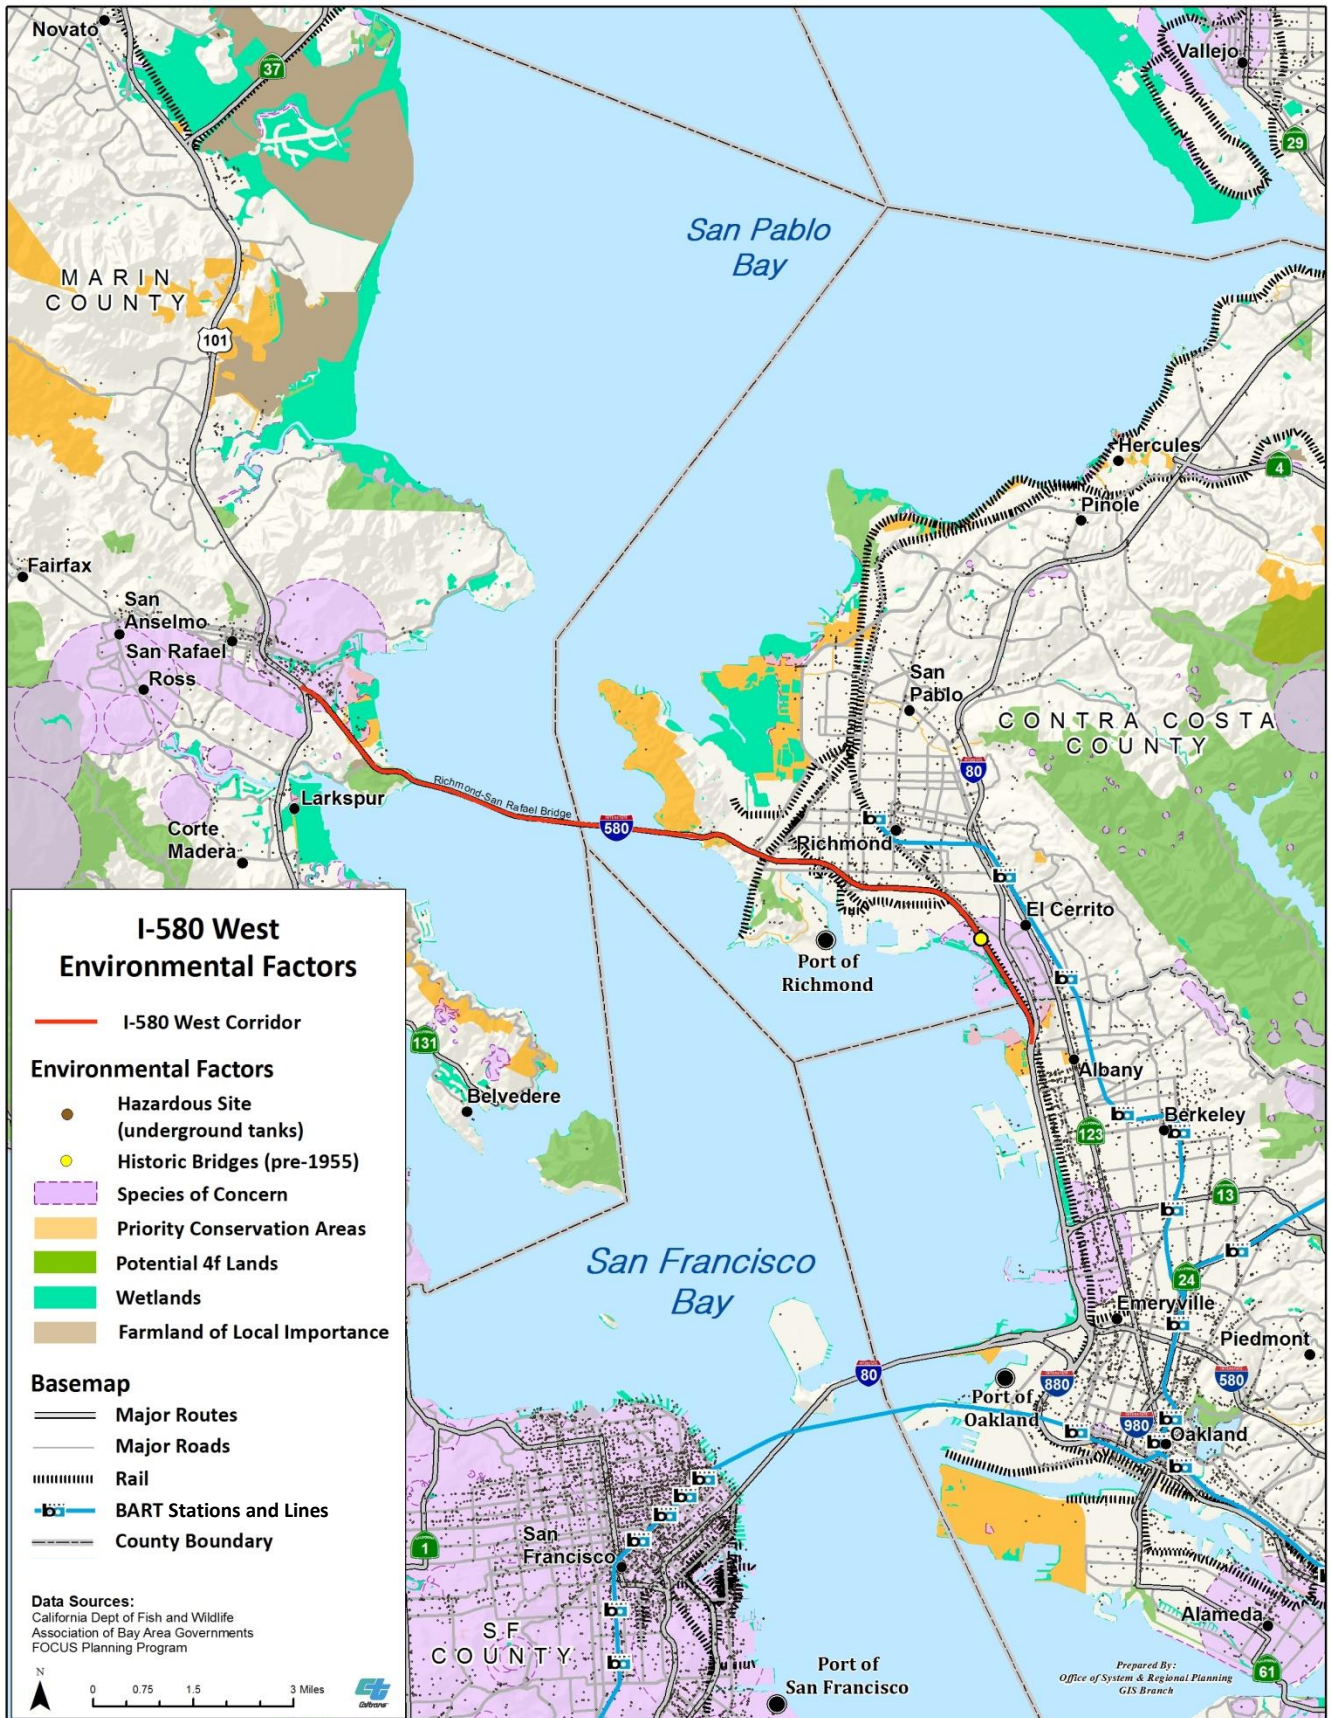 Novato
37
Vallejo
29
San Pablo
Bay
MARIN
COUNTY
101
Hercules
4
Pinole
Fairfax
San
Anselmo
San Rafael
Ross
San
Pablo
CONTRA COSTA
COUNTY
80
Larkspur
Richmond-San Rafael Bridge
580
Corte
Madera
Richmond
El Cerrito
Port of
Richmond
131
Belvedere
Albany
123
Berkeley
13
San Francisco
Bay
24
Emeryville
Piedmont
80
Port of
Oakland
880
580
980
Oakland
1
San
Francisco
SF
COUNTY
Alameda
61
Port of
San Francisco
Prepared By:
Office of System & Regional Planning
GIS Branch
I-580 West
Environmental Factors
I-580 West Corridor
Environmental Factors
Hazardous Site
(underground tanks)
Historic Bridges (pre-1955)
Species of Concern
Priority Conservation Areas
Potential 4f Lands
Wetlands
Farmland of Local Importance
Basemap
Major Routes
Major Roads
Rail
BART Stations and Lines
County Boundary
Data Sources:
California Dept of Fish and Wildlife
Association of Bay Area Governments
FOCUS Planning Program
N
0 0.75 1.5 3 Miles
Caltrans